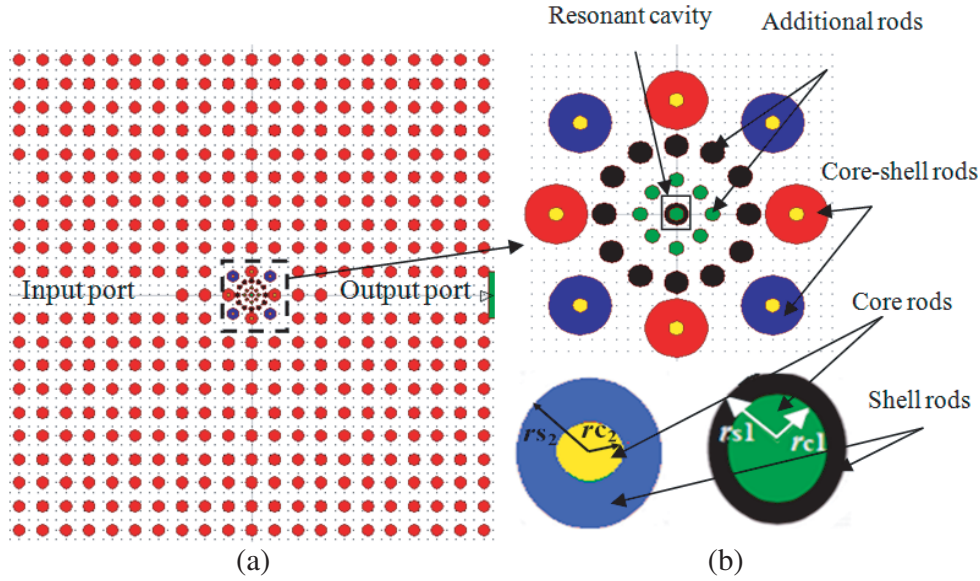 Resonant cavity
Additional rods
Core-shell rods
Input port
Output port
Core rods
Shell rods
rs2
rc2
rs1
rc1
(a)
(b)